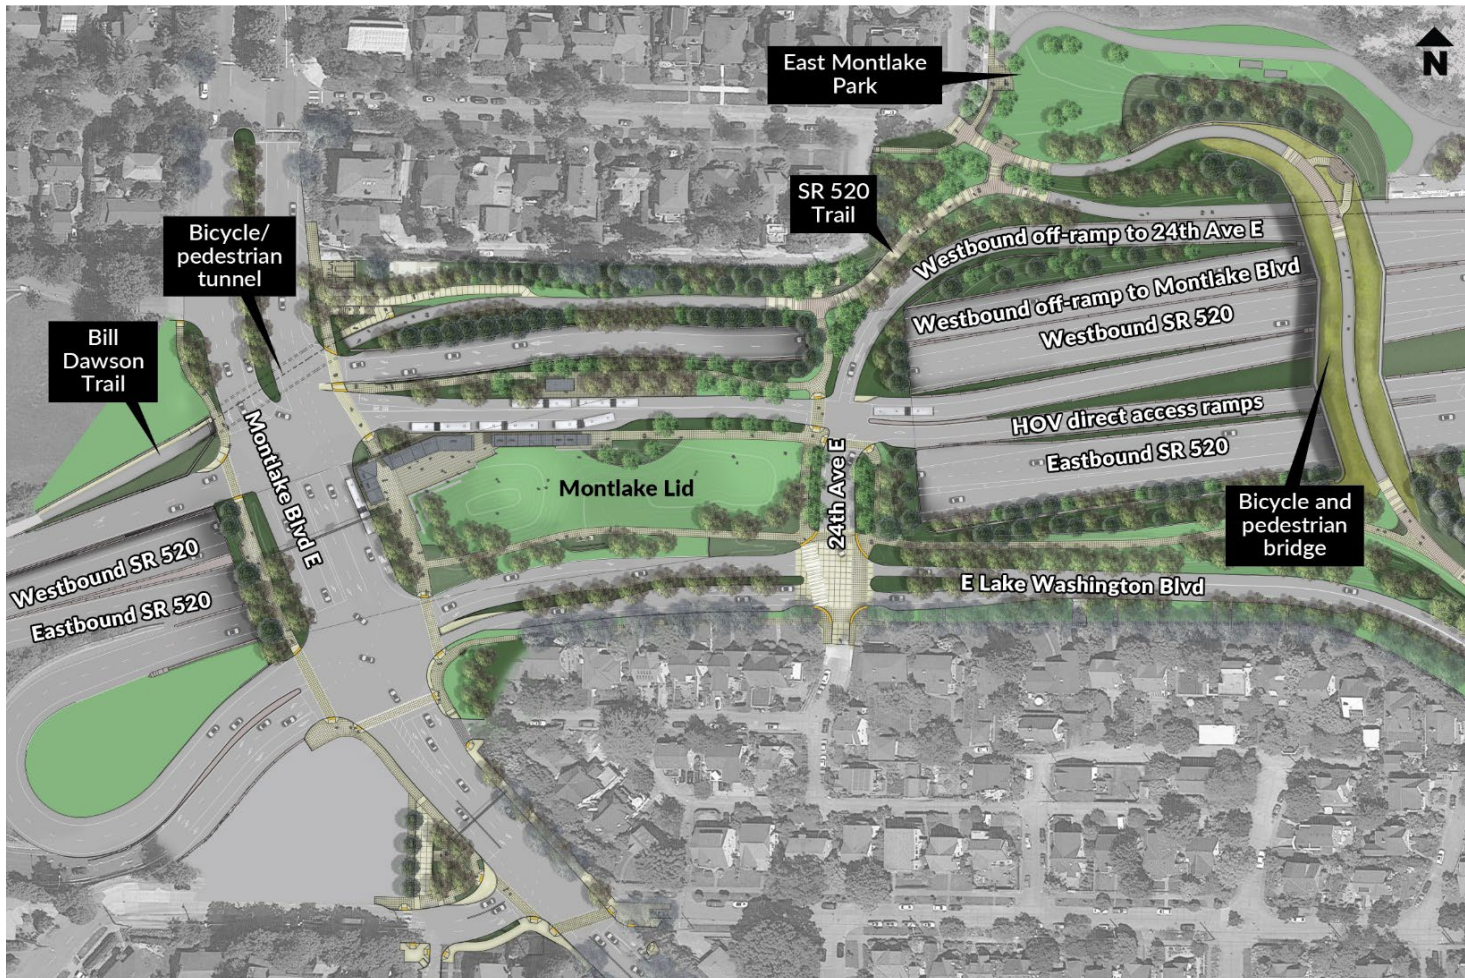 East Montlake
Park
N
SR 520
Trail
Bicycle/
pedestrian
tunnel
Westbound off-ramp to 24th Ave E
Westbound off-ramp to Montlake Blvd
Westbound SR 520
Bill
Dawson
Trail
HOV direct access ramps
Eastbound SR 520
Montlake Blvd E
24th Ave E
Montlake Lid
Bicycle and
pedestrian
bridge
Westbound SR 520
Eastbound SR 520
E Lake Washington Blvd